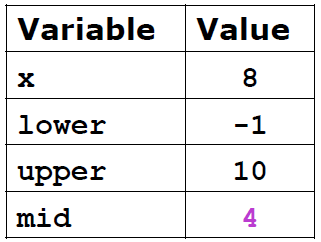 Variable Value
x 8
lower -1
upper 10
mid 4